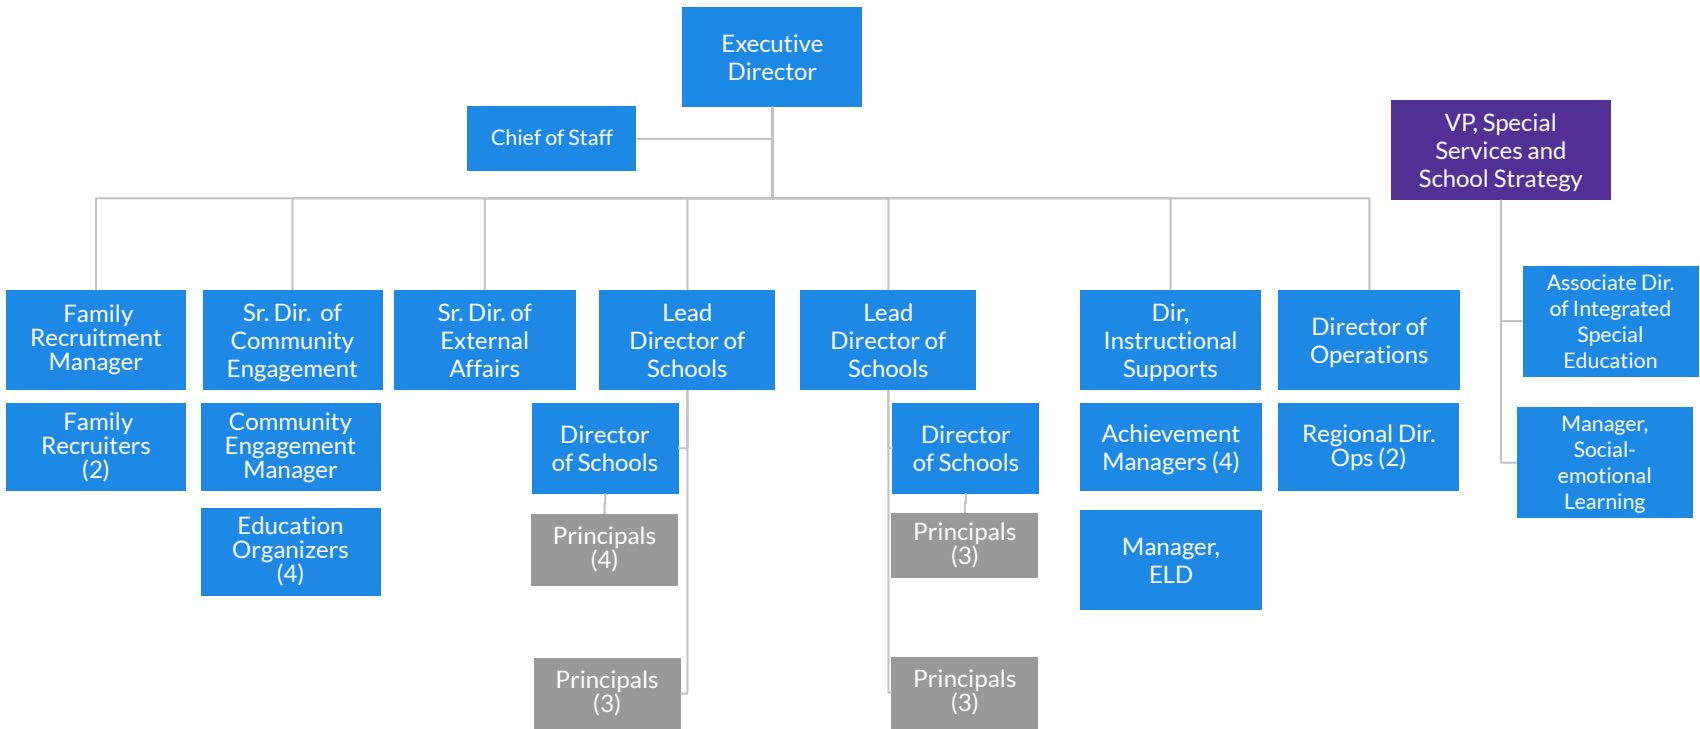 Executive
Director
Chief of Staff
VP, Special
Services and
School Strategy
Family
Recruitment
Manager
Sr. Dir. of
Community
Engagement
Sr. Dir. of
External
Affairs
Lead
Director of
Schools
Lead
Director of
Schools
Dir,
Instructional
Supports
Director of
Operations
Associate Dir.
of Integrated
Special
Education
Family
Recruiters
(2)
Community
Engagement
Manager
Director
of Schools
Director
of Schools
Achievement
Managers (4)
Regional Dir.
Ops (2)
Manager,
Social-
emotional
Learning
Education
Organizers
(4)
Principals
(4)
Principals
(3)
Manager,
ELD
Principals
(3)
Principals
(3)